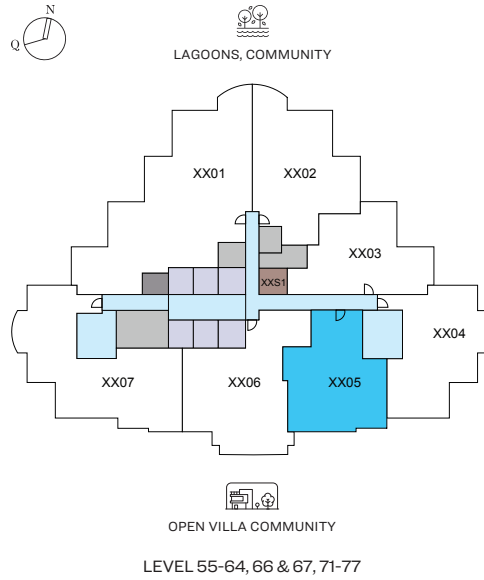 N
Q
LAGOONS, COMMUNITY
XX01
XX02
XX03
XXS1
XX04
XX07
XX06
XX05
OPEN VILLA COMMUNITY
LEVEL 55-64, 66 & 67, 71-77